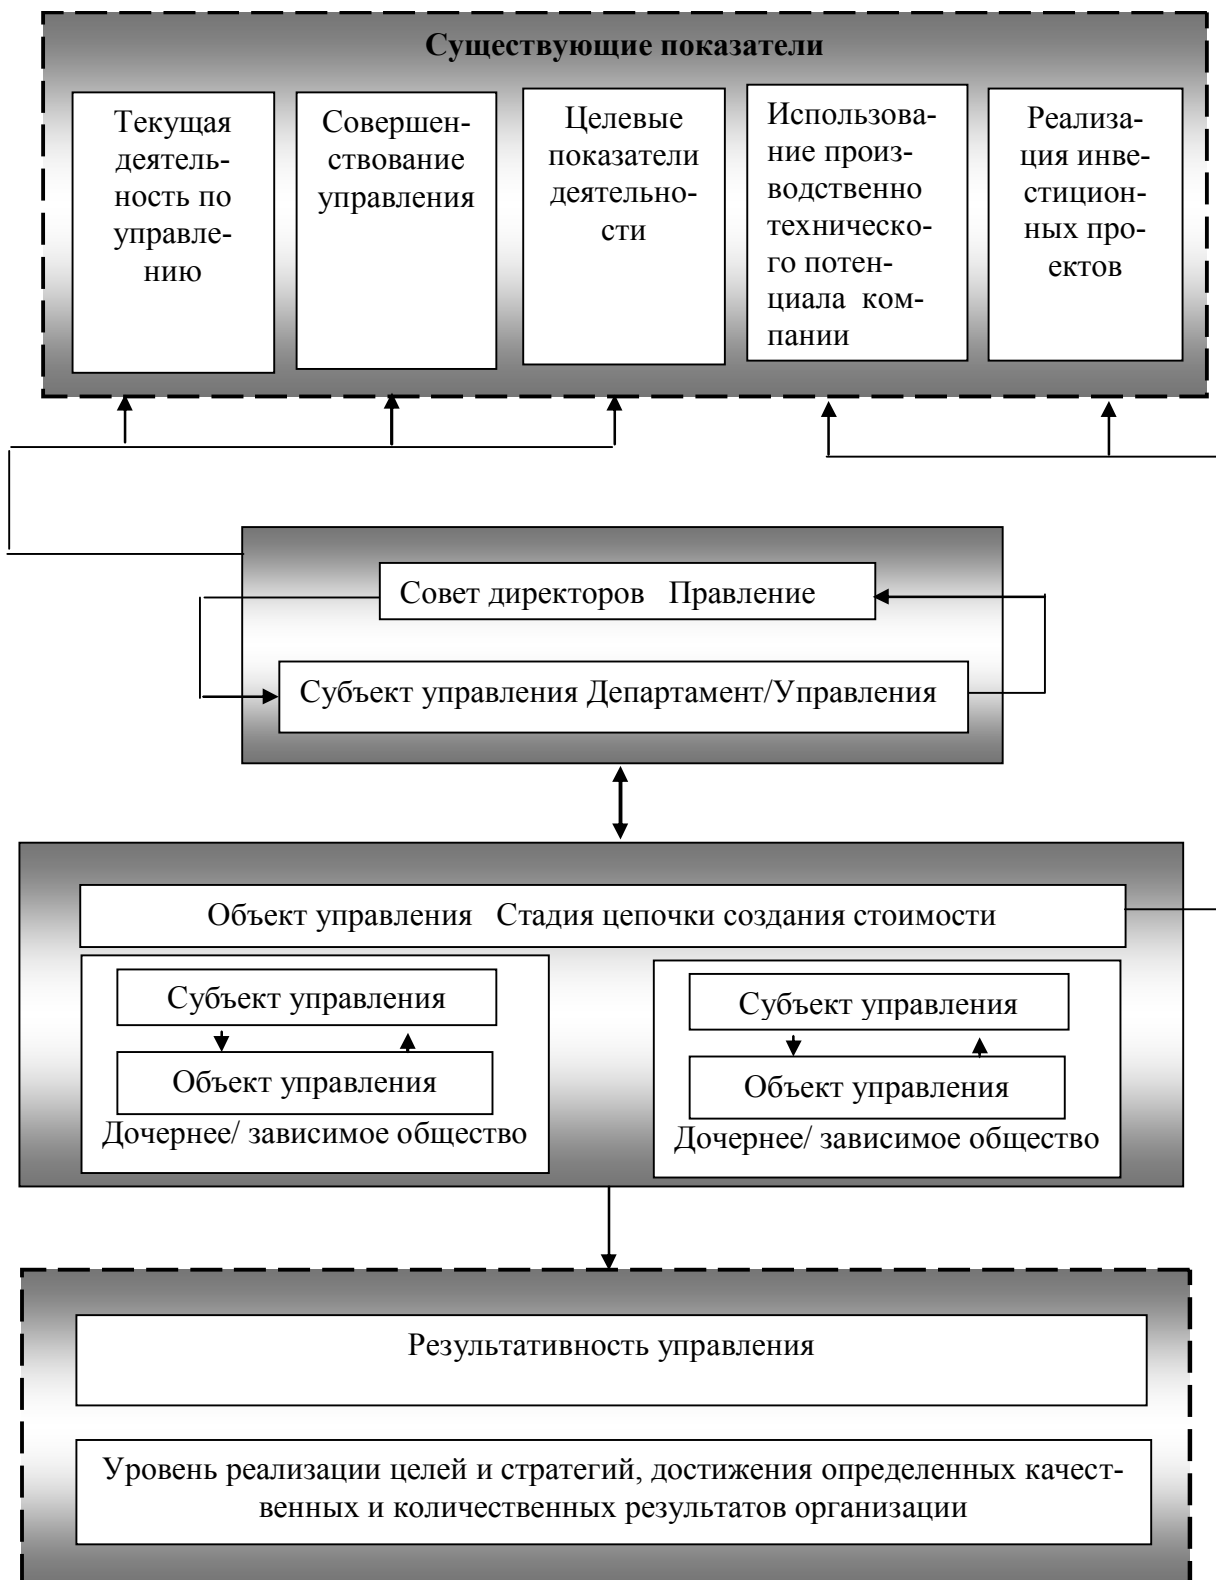 Существующие показатели
Текущая
деятель-
ность по
управле-
нию
Совершен-
ствование
управления
Целевые
показатели
деятельно-
сти
Использова-
ние произ-
водственно
техническо-
го потен-
циала ком-
пании
Реализа-
ция инве-
стицион-
ных про-
ектов
Совет директоров Правление
Субъект управления Департамент/Управления
Объект управления Стадия цепочки создания стоимости
Субъект управления
Объект управления
Дочернее/ зависимое общество
Субъект управления
Объект управления
Дочернее/ зависимое общество
Результативность управления
Уровень реализации целей и стратегий, достижения определенных качест-
венных и количественных результатов организации